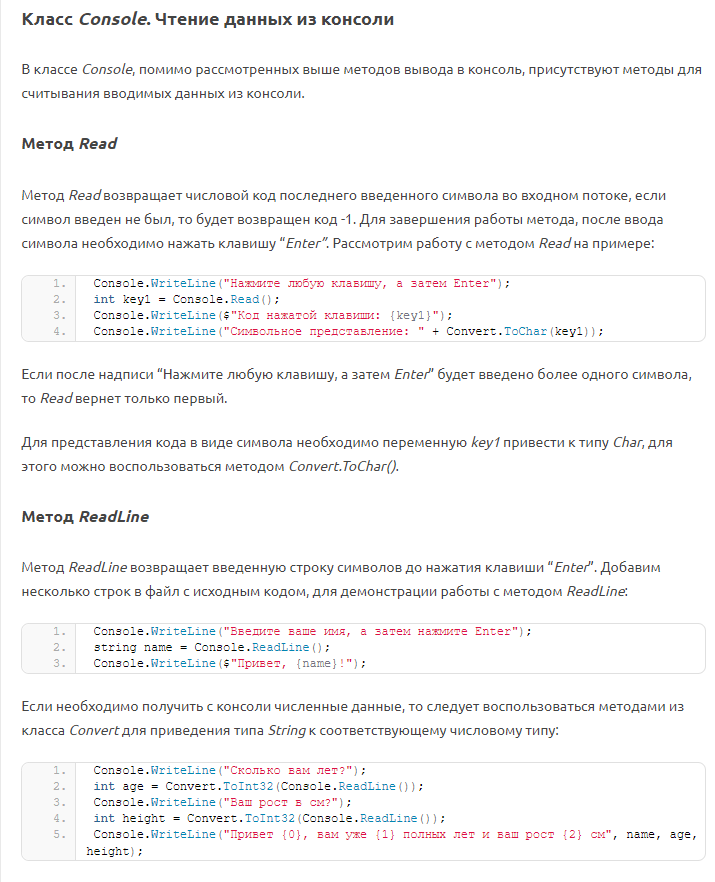 Класс Console. Чтение данных из консоли
В классе Console, помимо рассмотренных выше методов вывода в консоль, присутствуют методы для
считывания вводимых данных из консоли.
Метод Read
Метод Read возвращает числовой код последнего введенного символа во входном потоке, если
символ введен не был, то будет возвращен код -1. Для завершения работы метода, после ввода
символа необходимо нажать клавишу “Enter”. Рассмотрим работу с методом Read на примере:
1. Console.WriteLine("Нажмите любую клавишу, а затем Enter");
2. int key1 = Console.Read();
3. Console.WriteLine($"Код нажатой клавиши: {key1}");
4. Console.WriteLine("Символьное представление: " + Convert.ToChar(key1));
Если после надписи “Нажмите любую клавишу, а затем Enter” будет введено более одного символа,
то Read вернет только первый.
Для представления кода в виде символа необходимо переменную key1 привести к типу Char, для
этого можно воспользоваться методом Convert.ToChar().
Метод ReadLine
Метод ReadLine возвращает введенную строку символов до нажатия клавиши “Enter”. Добавим
несколько строк в файл с исходным кодом, для демонстрации работы с методом ReadLine:
1. Console.WriteLine("Введите ваше имя, а затем нажмите Enter");
2. string name = Console.ReadLine();
3. Console.WriteLine($"Привет, {name}!");
Если необходимо получить с консоли численные данные, то следует воспользоваться методами из
класса Convert для приведения типа String к соответствующему числовому типу:
1. Console.WriteLine("Сколько вам лет?");
2. int age = Convert.ToInt32(Console.ReadLine());
3. Console.WriteLine("Ваш рост в см?");
4. int height = Convert.ToInt32(Console.ReadLine());
5. Console.WriteLine("Привет {0}, вам уже {1} полных лет и ваш рост {2} см", name, age,
height);